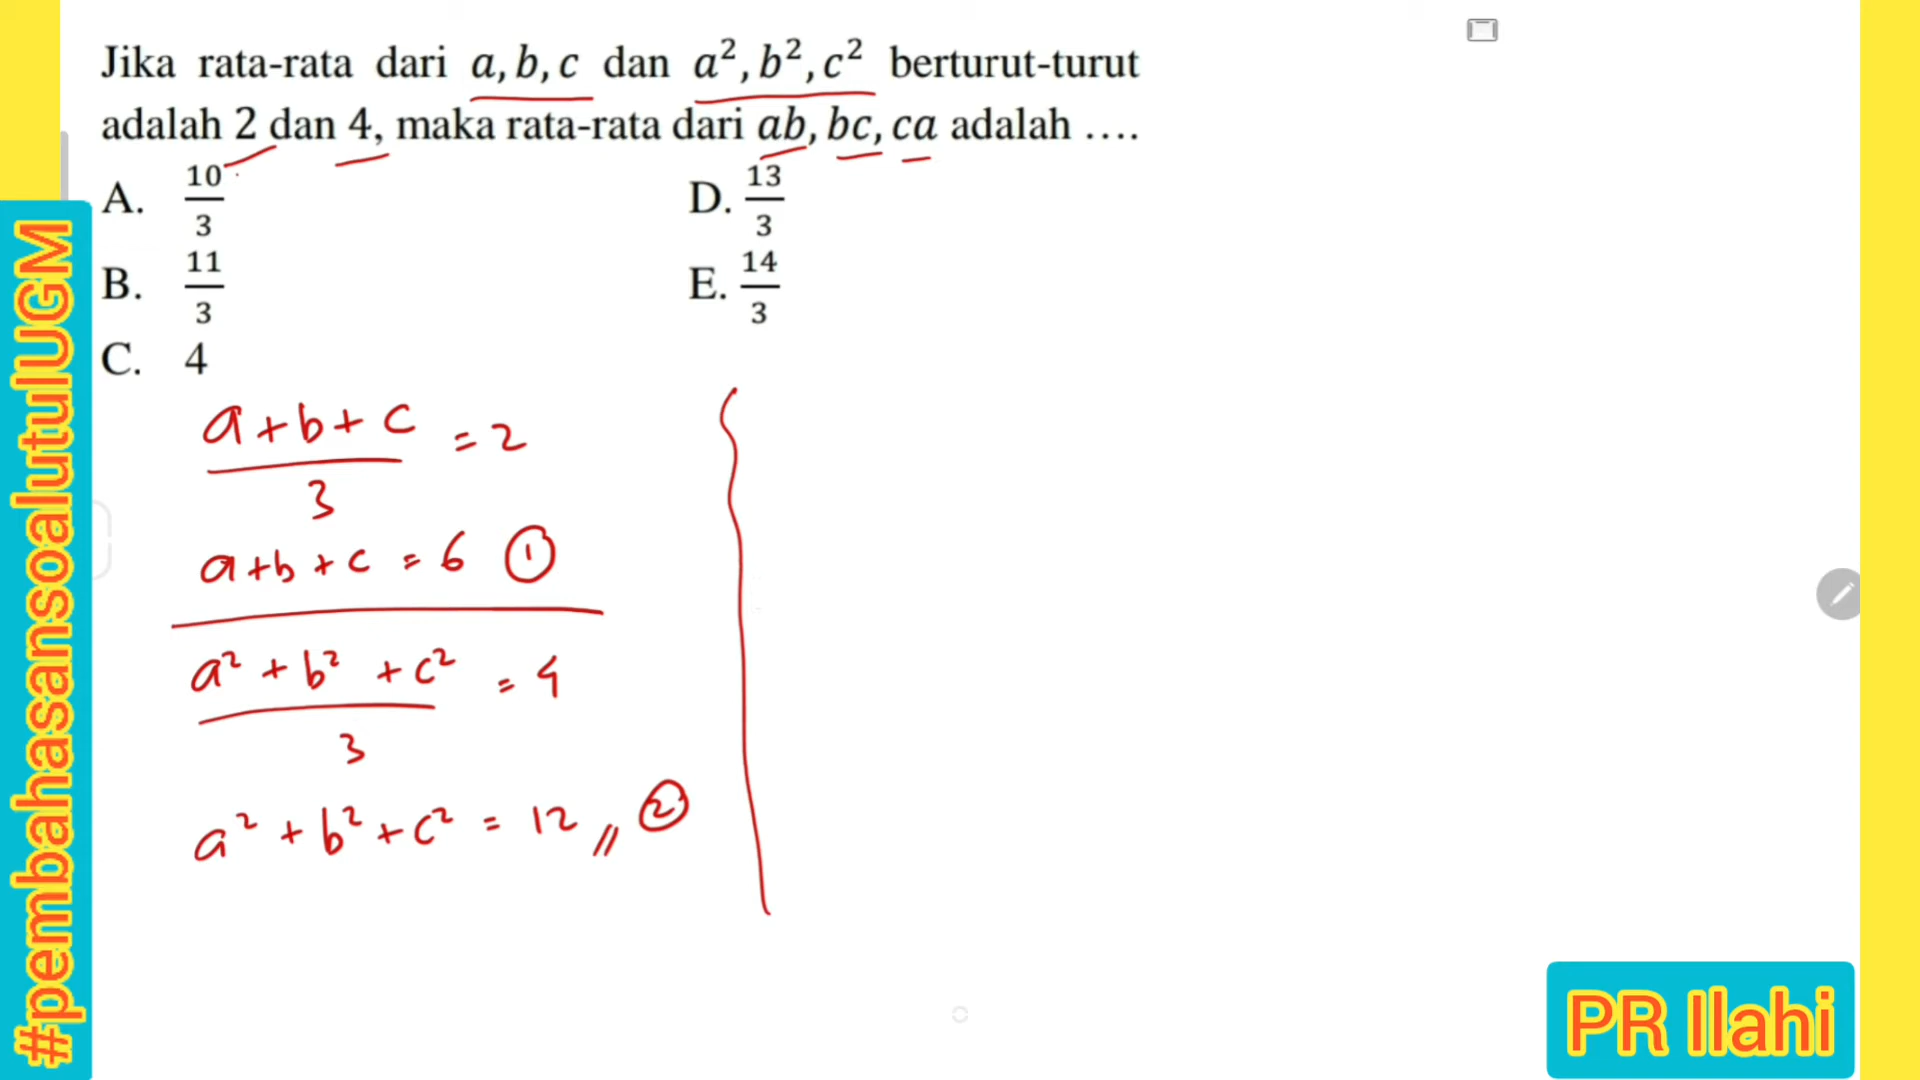 Jika rata-rata dari a, b, c dan a², b², c² berturut-turut
adalah 2 dan 4, maka rata-rata dari ab, bc, ca adalah ....
A. 10/3
B. 11/3
C. 4
D. 13/3
E. 14/3
a + b + c / 3 = 2
a + b + c = 6 ①
a² + b² + c² / 3 = 4
a² + b² + c² = 12 // ②
#pembahasansoalutulUGM
PR Ilahi